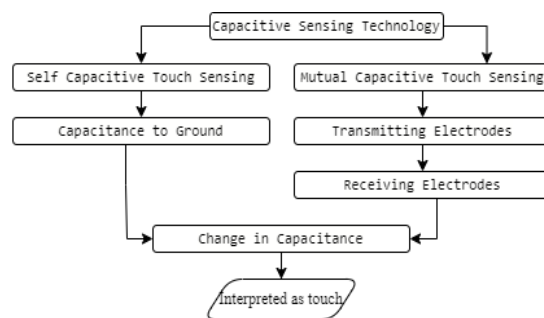 Capacitive Sensing Technology
Self Capacitive Touch Sensing
Mutual Capacitive Touch Sensing
Capacitance to Ground
Transmitting Electrodes
Receiving Electrodes
Change in Capacitance
Interpreted as touch